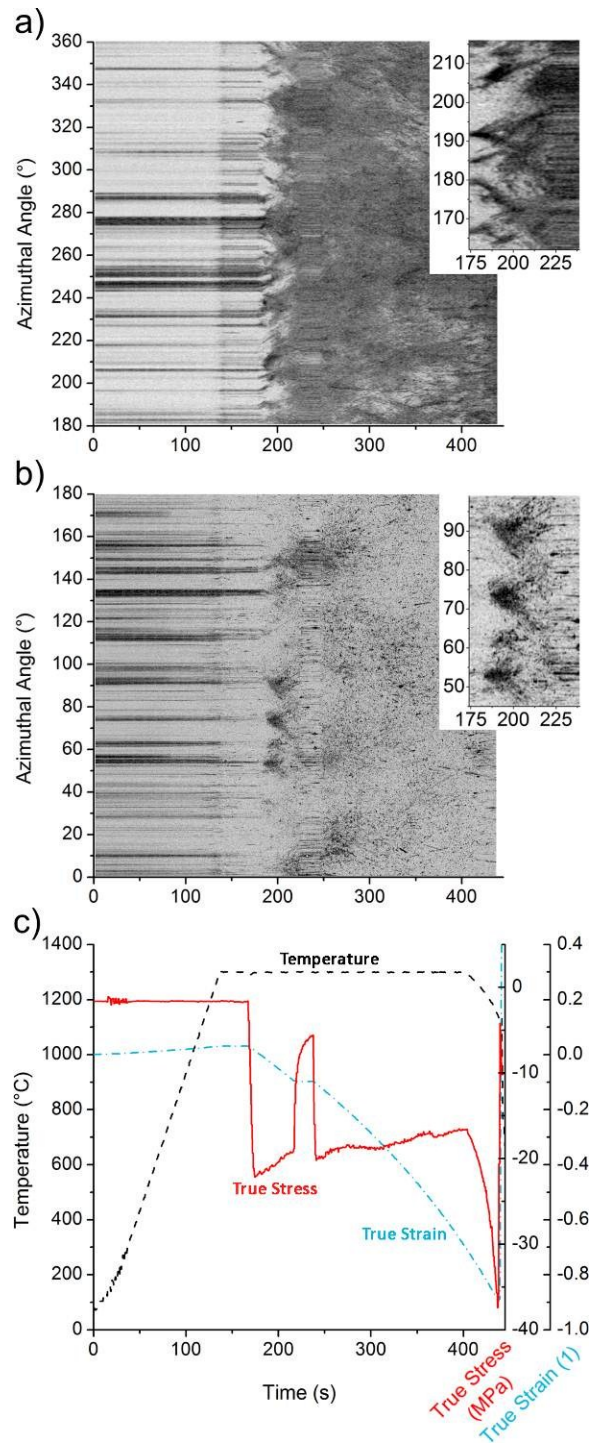 a)
360
340
320
300
280
260
240
220
200
180
Azimuthal Angle (°)
0 100 200 300 400
210
200
190
180
170
175 200 225
b)
180
160
140
120
100
80
60
40
20
0
Azimuthal Angle (°)
0 100 200 300 400
90
80
70
60
50
175 200 225
c)
1400
1200
1000
800
600
400
200
0
Temperature (°C)
Temperature
True Stress
True Strain
0
-10
-20
-30
-40
0.4
0.2
0.0
-0.2
-0.4
-0.6
-0.8
-1.0
0 100 200 300 400
Time (s)
True Stress
(MPa)
True Strain (1)